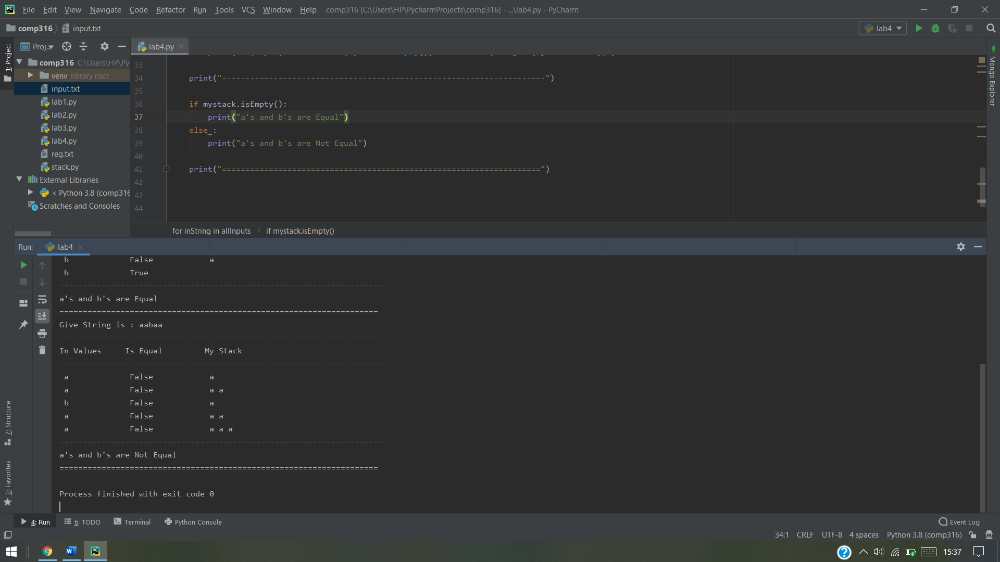 File Edit View Navigate Code Refactor Run Tools VCS Window Help comp316 [C:\Users\HP\PycharmProjects\comp316] - ...\lab4.py - PyCharm
comp316 input.txt lab4
1: Project
Proj.. lab4.py
comp316 C:\Users\HP\Py
venv library root
input.txt
lab1.py
lab2.py
lab3.py
lab4.py
reg.txt
stack.py
External Libraries
< Python 3.8 (comp316
Scratches and Consoles
33
34 print("---------------------------------------------------------------------")
35
36 if mystack.isEmpty():
37 print("a's and b's are Equal")
38 else :
39 print("a's and b's are Not Equal")
40
41 print("====================================================================")
42
43
44
for inString in allInputs if mystack.isEmpty()
Mongo Explorer
Run: lab4
b False a
b True
---------------------------------------------------------------------
a's and b's are Equal
====================================================================
Give String is : aabaa
---------------------------------------------------------------------
In Values Is Equal My Stack
---------------------------------------------------------------------
a False a
a False a a
b False a
a False a a
a False a a a
---------------------------------------------------------------------
a's and b's are Not Equal
====================================================================
Process finished with exit code 0
7: Structure
2: Favorites
4: Run 6: TODO Terminal Python Console Event Log
34:1 CRLF UTF-8 4 spaces Python 3.8 (comp316)
15:37